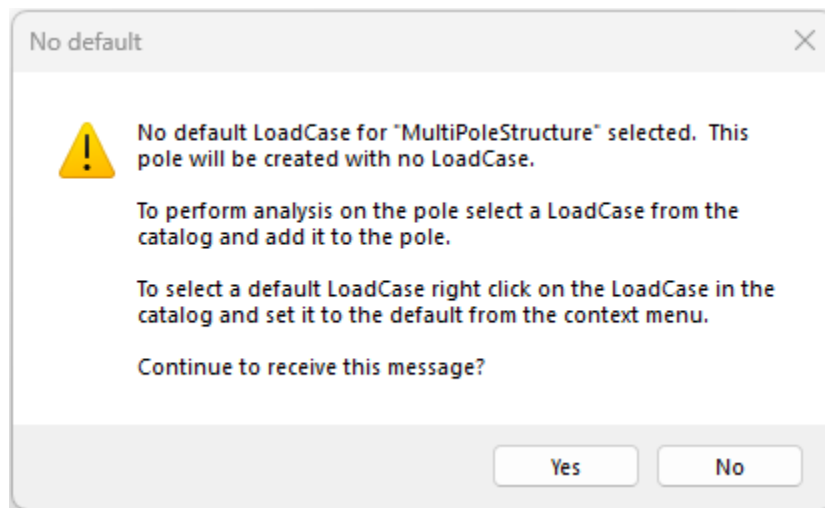 No default
No default LoadCase for "MultiPoleStructure" selected.  This
pole will be created with no LoadCase.
To perform analysis on the pole select a LoadCase from the
catalog and add it to the pole.
To select a default LoadCase right click on the LoadCase in the
catalog and set it to the default from the context menu.
Continue to receive this message?
Yes
No